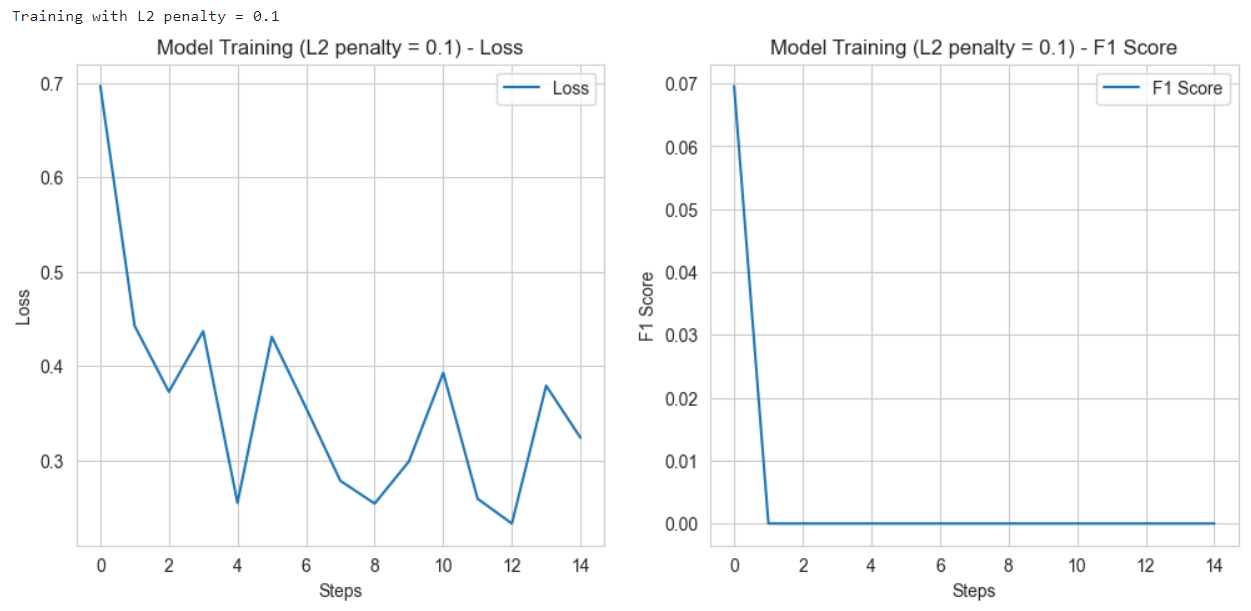 Training with L2 penalty = 0.1
Model Training (L2 penalty = 0.1) - Loss
Loss
0.7
0.6
0.5
0.4
0.3
Loss
0 2 4 6 8 10 12 14
Steps
Model Training (L2 penalty = 0.1) - F1 Score
F1 Score
0.07
0.06
0.05
0.04
0.03
0.02
0.01
0.00
F1 Score
0 2 4 6 8 10 12 14
Steps